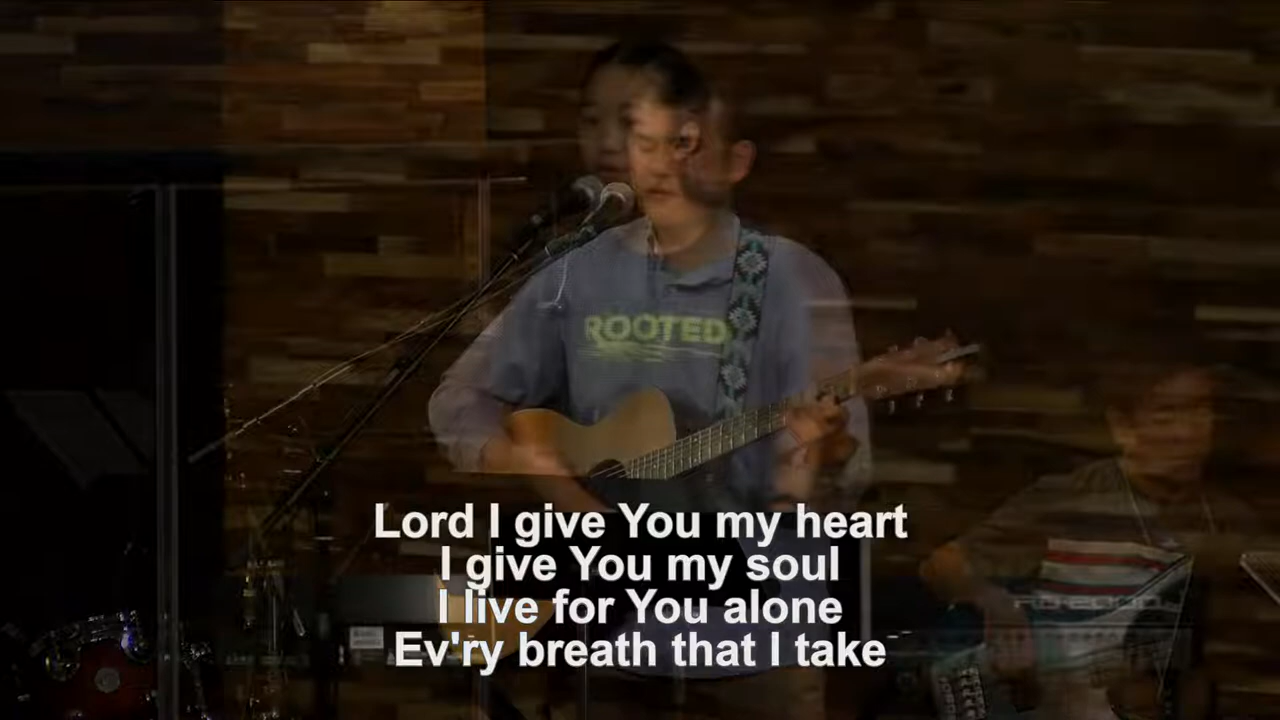 ROOTED
Lord I give You my heart
I give You my soul
I live for You alone
Ev'ry breath that I take